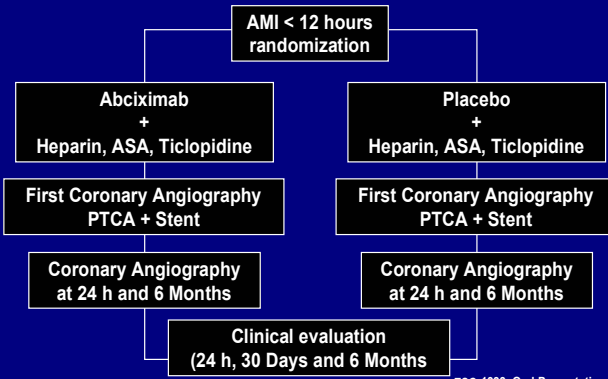 AMI < 12 hours
randomization
Abciximab
+
Heparin, ASA, Ticlopidine
Placebo
+
Heparin, ASA, Ticlopidine
First Coronary Angiography
PTCA + Stent
First Coronary Angiography
PTCA + Stent
Coronary Angiography
at 24 h and 6 Months
Coronary Angiography
at 24 h and 6 Months
Clinical evaluation
(24 h, 30 Days and 6 Months